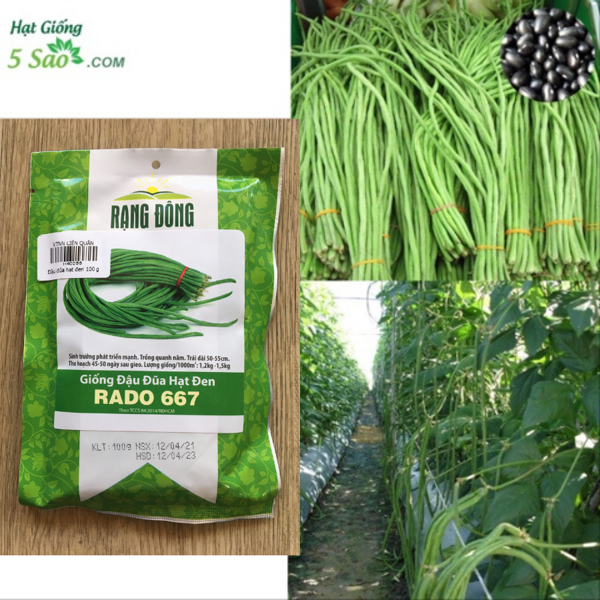 Hạt Giống
5 Sao.COM
RẠNG ĐÔNG
VTNN LIÊN QUÂN
Đậu đũa hạt đen 100 g
Sinh trưởng phát triển mạnh. Trồng quanh năm. Trái dài 50-55cm.
Thu hoạch 45-50 ngày sau gieo. Lượng giống/1000m²: 1,2kg -1,5kg
Giống Đậu Đũa Hạt Đen
RADO 667
KLT: 100g NSX: 12/04/21
HSD: 12/04/23